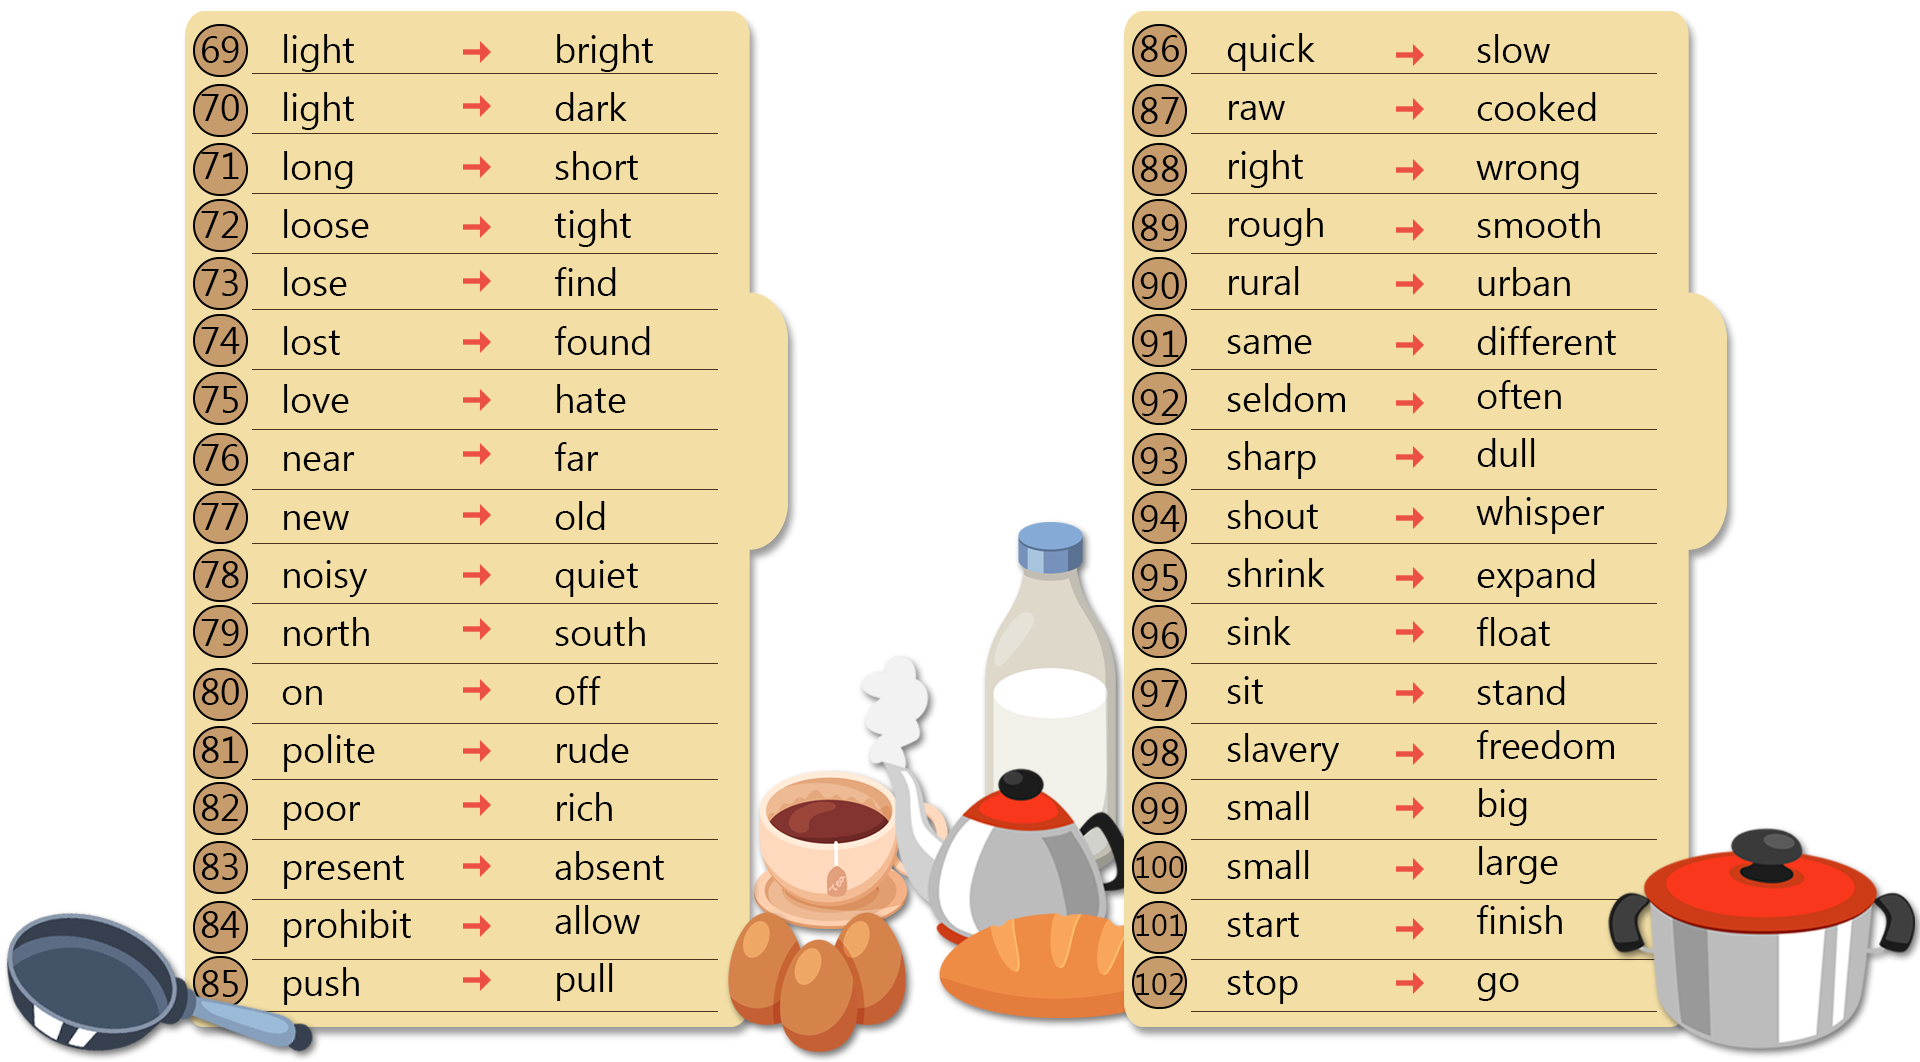 69 light → bright
70 light → dark
71 long → short
72 loose → tight
73 lose → find
74 lost → found
75 love → hate
76 near → far
77 new → old
78 noisy → quiet
79 north → south
80 on → off
81 polite → rude
82 poor → rich
83 present → absent
84 prohibit → allow
85 push → pull
86 quick → slow
87 raw → cooked
88 right → wrong
89 rough → smooth
90 rural → urban
91 same → different
92 seldom → often
93 sharp → dull
94 shout → whisper
95 shrink → expand
96 sink → float
97 sit → stand
98 slavery → freedom
99 small → big
100 small → large
101 start → finish
102 stop → go
Tea